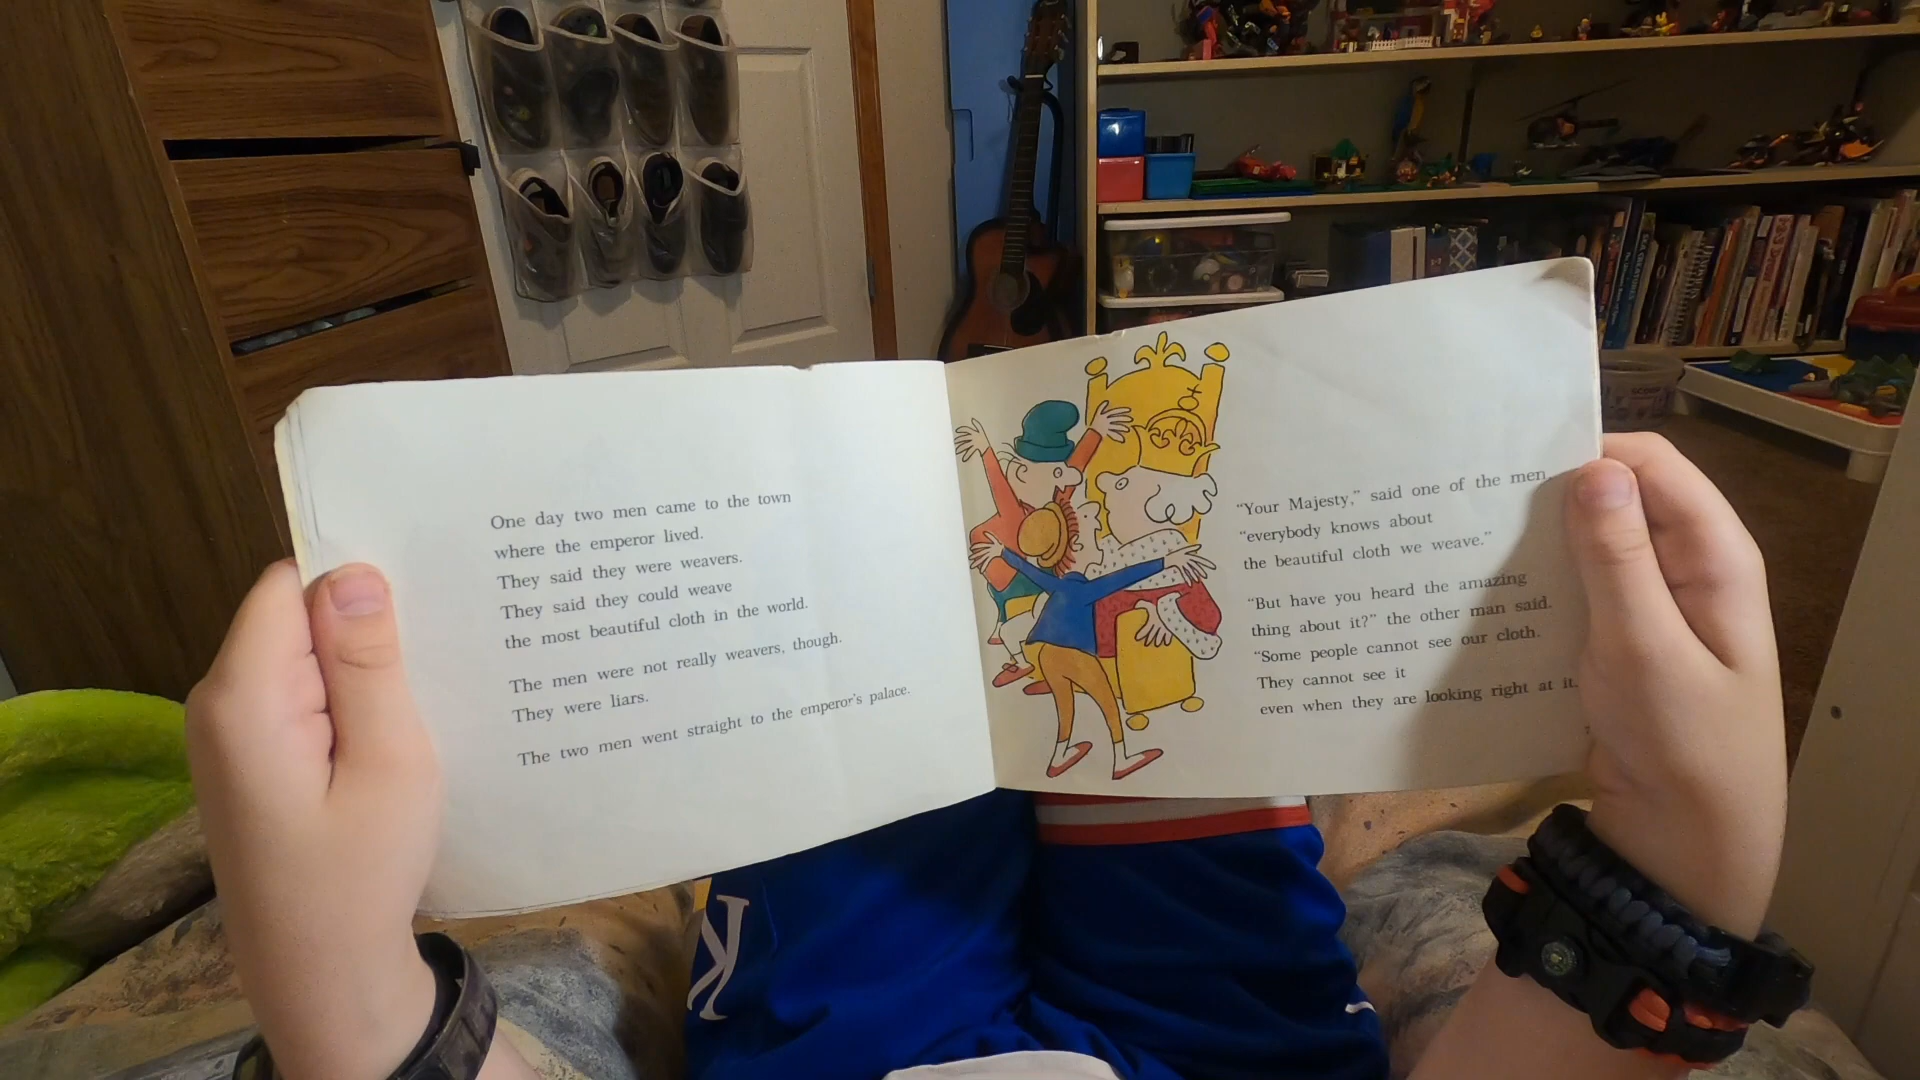 One day two men came to the town
where the emperor lived.
They said they were weavers.
They said they could weave
the most beautiful cloth in the world.
The men were not really weavers, though.
They were liars.
The two men went straight to the emperor's palace.
"Your Majesty," said one of the men,
"everybody knows about
the beautiful cloth we weave."
"But have you heard the amazing
thing about it?" the other man said.
"Some people cannot see our cloth.
They cannot see it
even when they are looking right at it.
K